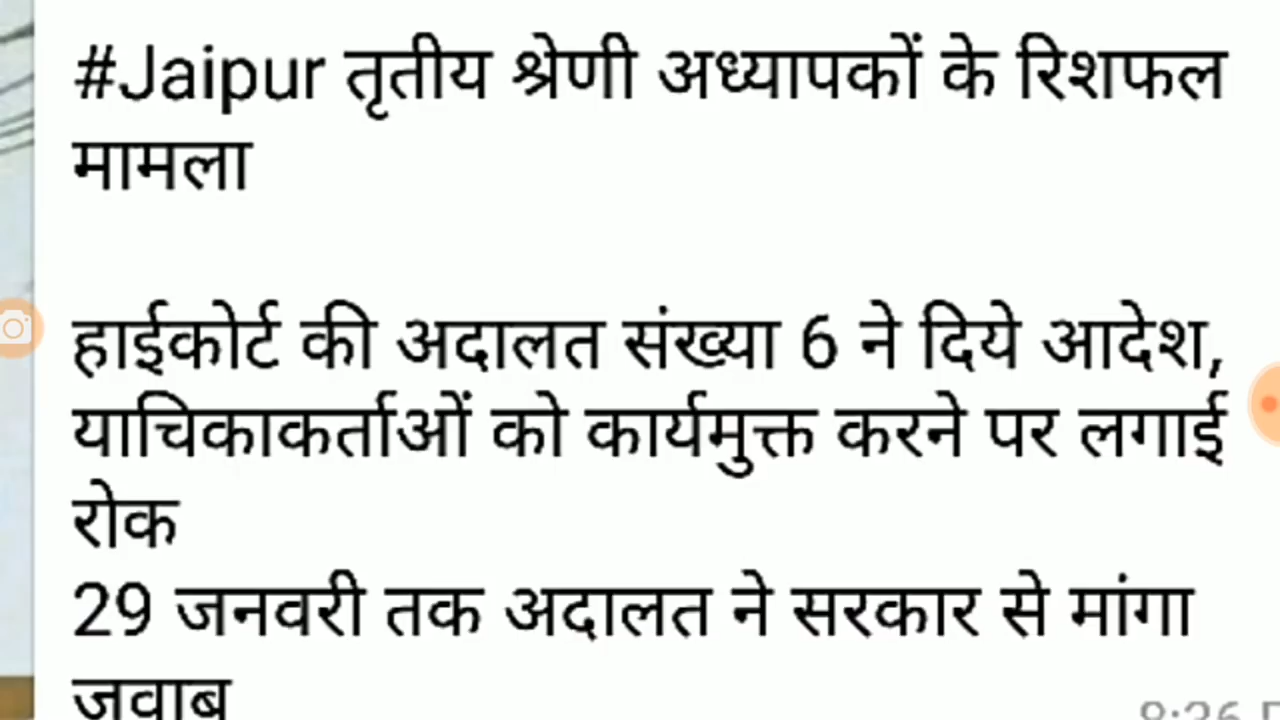 #Jaipur तृतीय श्रेणी अध्यापकों के रिशफल
मामला
हाईकोर्ट की अदालत संख्या 6 ने दिये आदेश,
याचिकाकर्ताओं को कार्यमुक्त करने पर लगाई
रोक
29 जनवरी तक अदालत ने सरकार से मांगा
जवाब